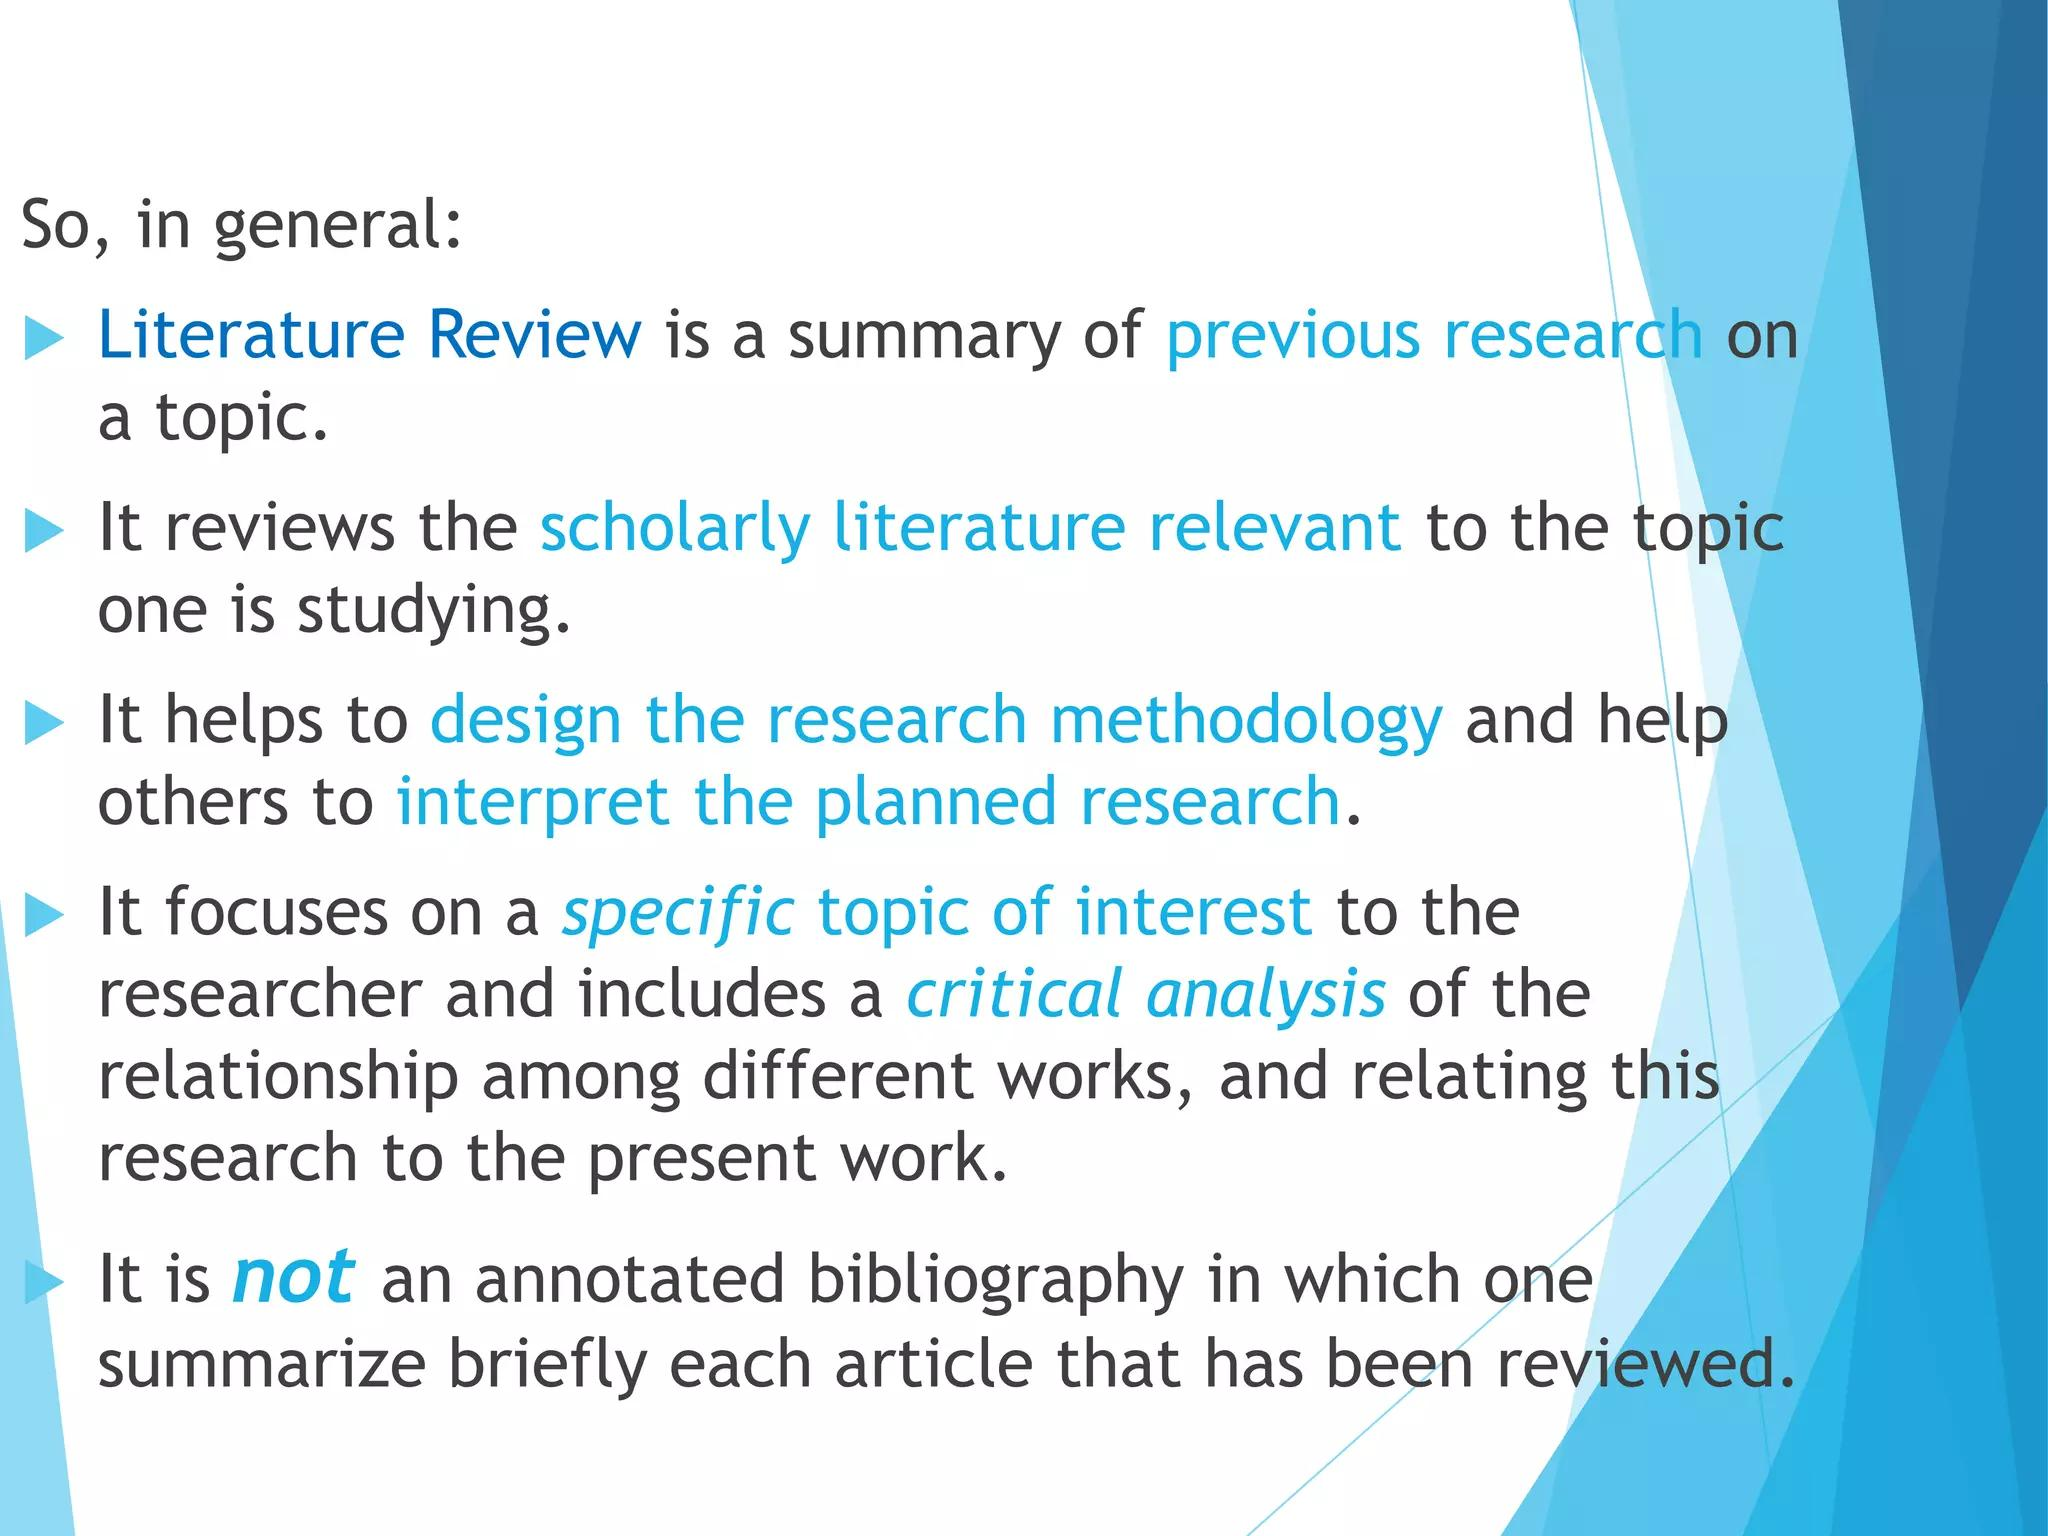 So, in general:
Literature Review is a summary of previous research on
a topic.
It reviews the scholarly literature relevant to the topic
one is studying.
It helps to design the research methodology and help
others to interpret the planned research.
It focuses on a specific topic of interest to the
researcher and includes a critical analysis of the
relationship among different works, and relating this
research to the present work.
It is not an annotated bibliography in which one
summarize briefly each article that has been reviewed.